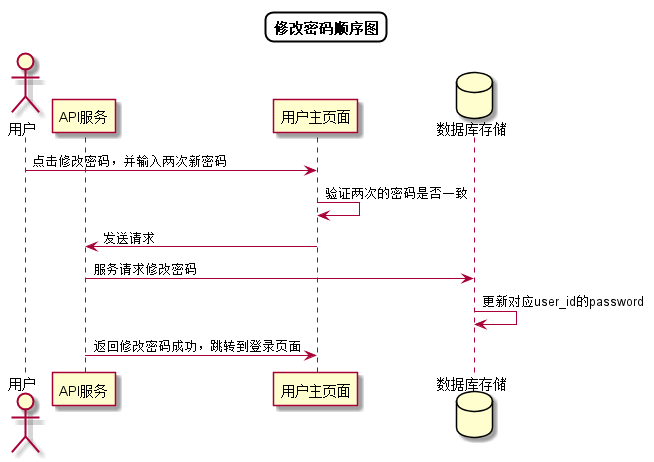 修改密码顺序图
用户
API服务
用户主页面
数据库存储
点击修改密码，并输入两次新密码
验证两次的密码是否一致
发送请求
服务请求修改密码
更新对应user_id的password
返回修改密码成功，跳转到登录页面
用户
API服务
用户主页面
数据库存储